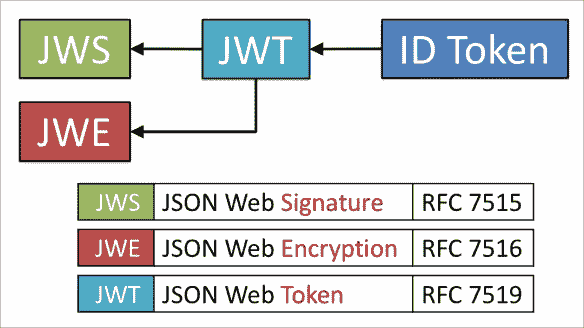 JWS JWT ID Token
JWE
JWS JSON Web Signature RFC 7515
JWE JSON Web Encryption RFC 7516
JWT JSON Web Token RFC 7519